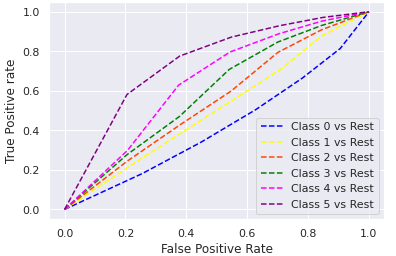 1.0
0.8
0.6
0.4
0.2
0.0
True Positive rate
Class 0 vs Rest
Class 1 vs Rest
Class 2 vs Rest
Class 3 vs Rest
Class 4 vs Rest
Class 5 vs Rest
0.0 0.2 0.4 0.6 0.8 1.0
False Positive Rate